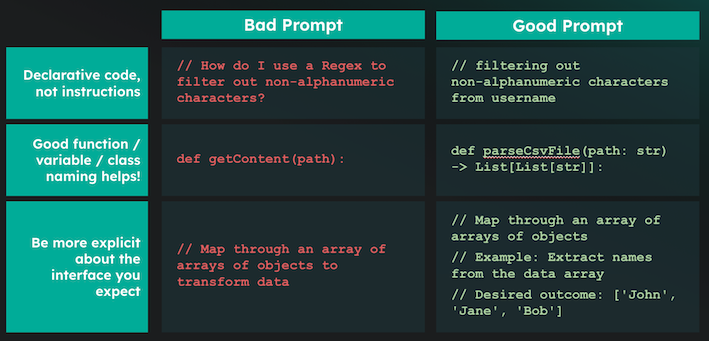 Bad Prompt
Good Prompt
Declarative code,
not instructions
// How do I use a Regex to
filter out non-alphanumeric
characters?
// filtering out
non-alphanumeric characters
from username
Good function /
variable / class
naming helps!
def getContent(path):
def parseCsvFile(path: str)
-> List[List[str]]:
Be more explicit
about the
interface you
expect
// Map through an array of
arrays of objects to
transform data
// Map through an array of
arrays of objects
// Example: Extract names
from the data array
// Desired outcome: ['John',
'Jane', 'Bob']